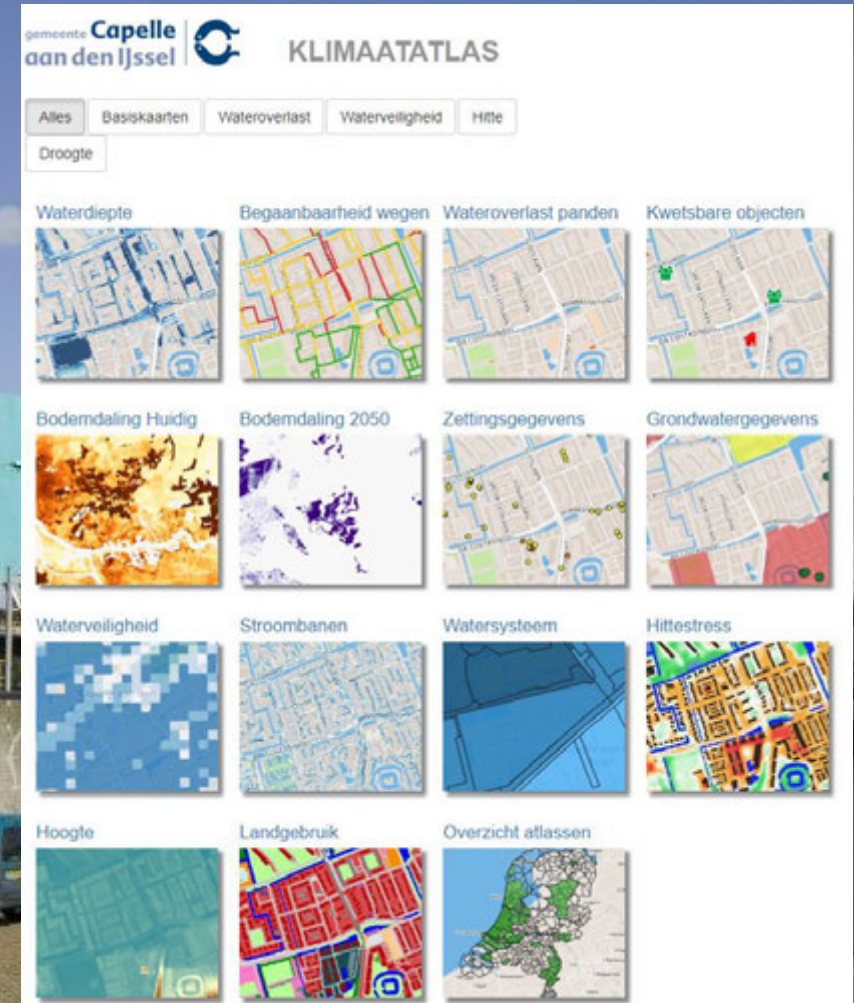 gemeente Capelle
aan den IJssel
KLIMAATATLAS
Alles Basiskaarten Wateroverlast Waterveiligheid Hitte
Droogte
Waterdiepte Begaanbaarheid wegen Wateroverlast panden Kwetsbare objecten
Bodemdaling Huidig Bodemdaling 2050 Zettingsgegevens Grondwatergegevens
Waterveiligheid Stroombanen Watersysteem Hittestress
Hoogte Landgebruik Overzicht atlassen